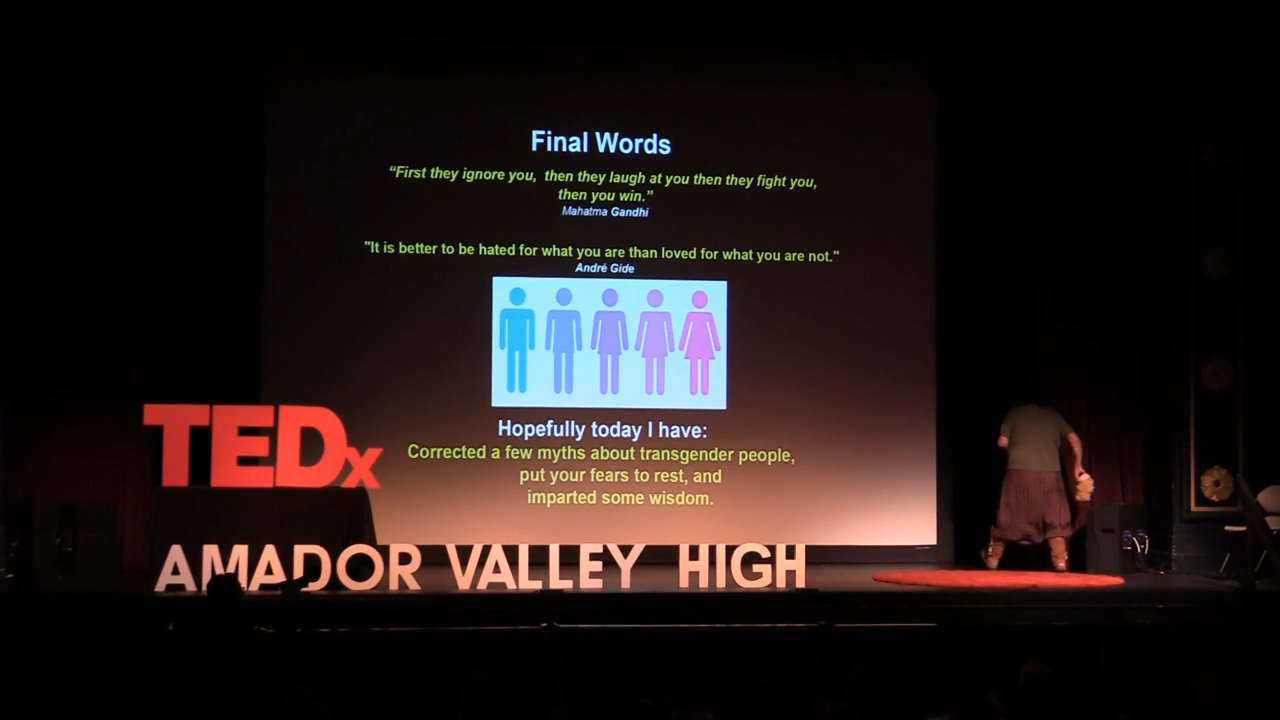 Final Words
“First they ignore you, then they laugh at you then they fight you,
then you win.”
Mahatma Gandhi
"It is better to be hated for what you are than loved for what you are not."
André Gide
Hopefully today I have:
Corrected a few myths about transgender people,
put your fears to rest, and
imparted some wisdom.
TEDx
AMADOR VALLEY HIGH